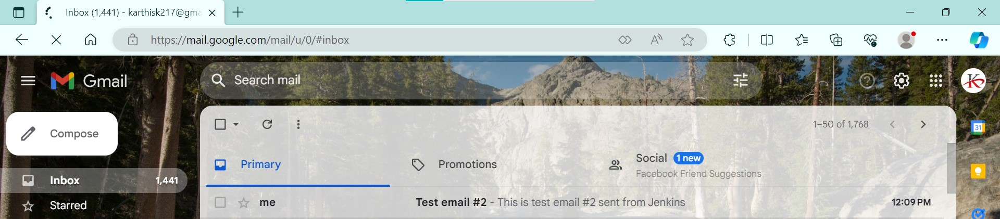 Inbox (1,441) - karthisk217@gma
https://mail.google.com/mail/u/0/#inbox
Gmail
Search mail
Compose
1–50 of 1,768
31
Primary
Promotions
Social 1 new
Facebook Friend Suggestions
Inbox 1,441
Starred
me Test email #2 - This is test email #2 sent from Jenkins 12:09 PM